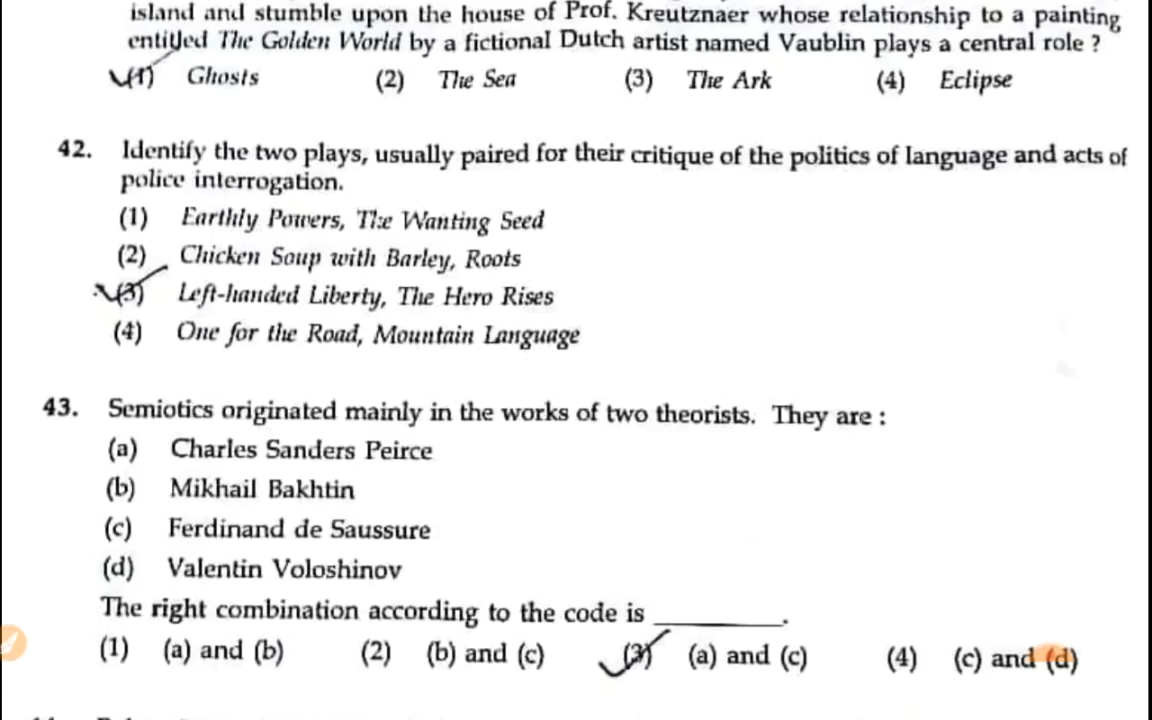 island and stumble upon the house of Prof. Kreutznaer whose relationship to a painting
entitled The Golden World by a fictional Dutch artist named Vaublin plays a central role ?
(1) Ghosts (2) The Sea (3) The Ark (4) Eclipse
42. Identify the two plays, usually paired for their critique of the politics of language and acts of
police interrogation.
(1) Earthly Powers, The Wanting Seed
(2) Chicken Soup with Barley, Roots
(3) Left-handed Liberty, The Hero Rises
(4) One for the Road, Mountain Language
43. Semiotics originated mainly in the works of two theorists. They are :
(a) Charles Sanders Peirce
(b) Mikhail Bakhtin
(c) Ferdinand de Saussure
(d) Valentin Voloshinov
The right combination according to the code is ________.
(1) (a) and (b) (2) (b) and (c) (3) (a) and (c) (4) (c) and (d)